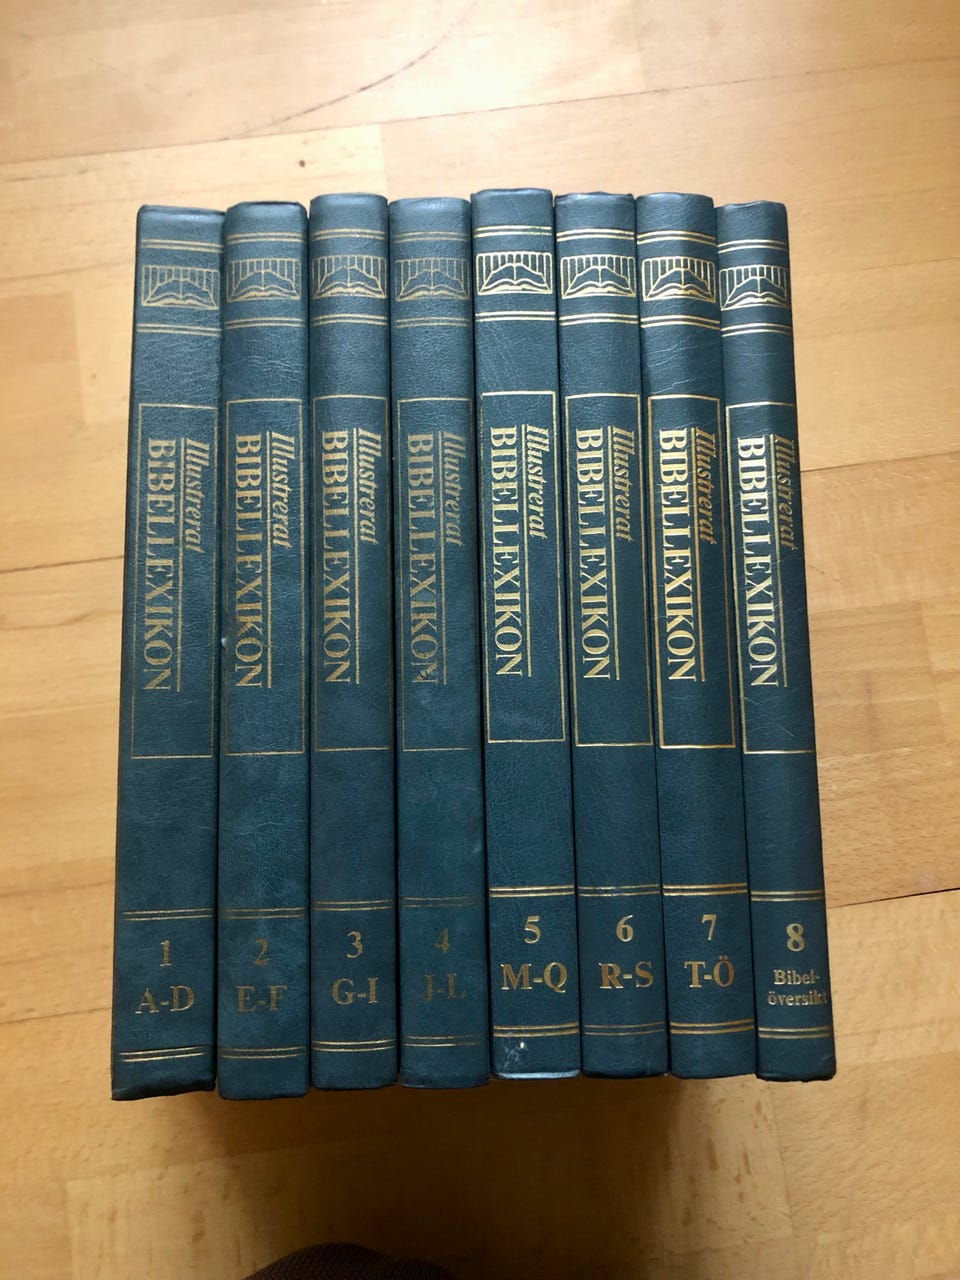 Illustrerat
BIBELLEXIKON
1
A-D
Illustrerat
BIBELLEXIKON
2
E-F
Illustrerat
BIBELLEXIKON
3
G-I
Illustrerat
BIBELLEXIKON
4
J-L
Illustrerat
BIBELLEXIKON
5
M-Q
Illustrerat
BIBELLEXIKON
6
R-S
Illustrerat
BIBELLEXIKON
7
T-Ö
Illustrerat
BIBELLEXIKON
8
Bibel-
översikt